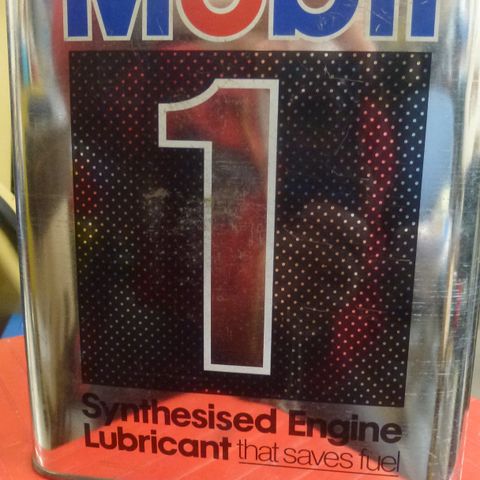 Mobil
1
Synthesised Engine
Lubricant that saves fuel